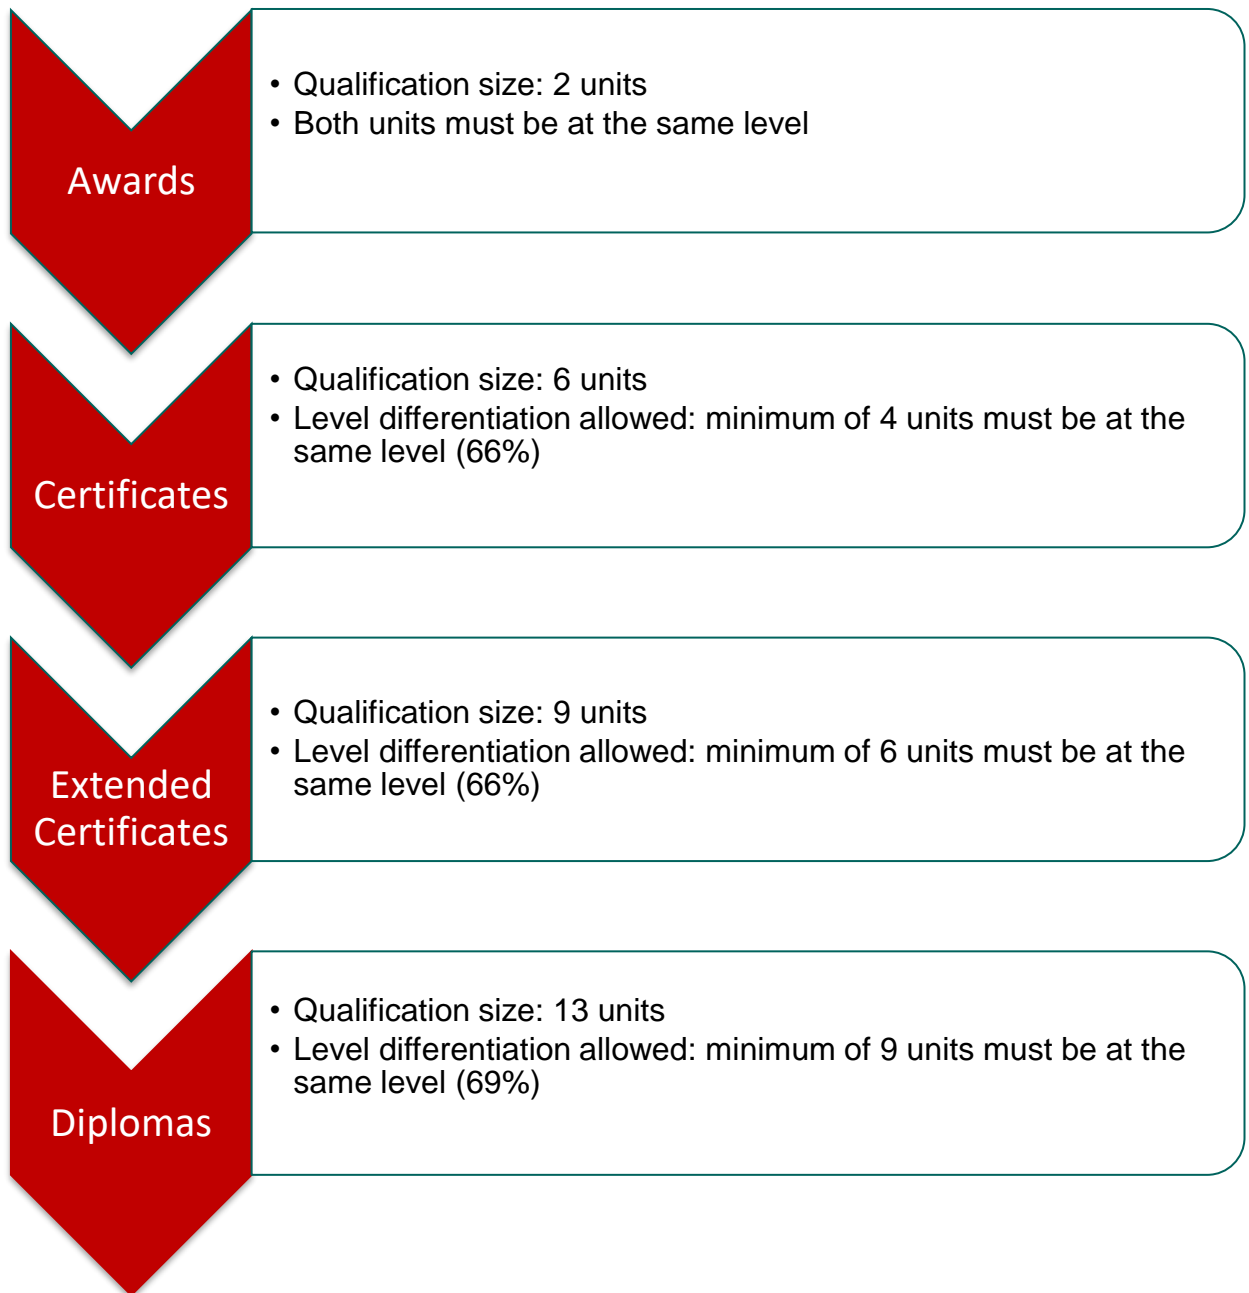 Awards
• Qualification size: 2 units
• Both units must be at the same level
Certificates
• Qualification size: 6 units
• Level differentiation allowed: minimum of 4 units must be at the
same level (66%)
Extended
Certificates
• Qualification size: 9 units
• Level differentiation allowed: minimum of 6 units must be at the
same level (66%)
Diplomas
• Qualification size: 13 units
• Level differentiation allowed: minimum of 9 units must be at the
same level (69%)